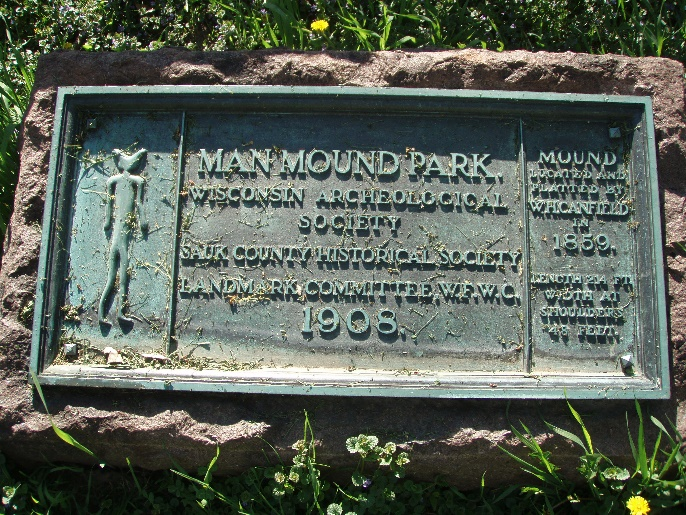 MAN MOUND PARK.
WISCONSIN ARCHEOLOGICAL
SOCIETY
SAUK COUNTY HISTORICAL SOCIETY
LANDMARK COMMITTEE, W.F.W.C.
1908.
MOUND
LOCATED AND
PLATTED BY
W.H.CANFIELD
IN
1859.
LENGTH 214 FT.
WIDTH AT
SHOULDERS
48 FEET.